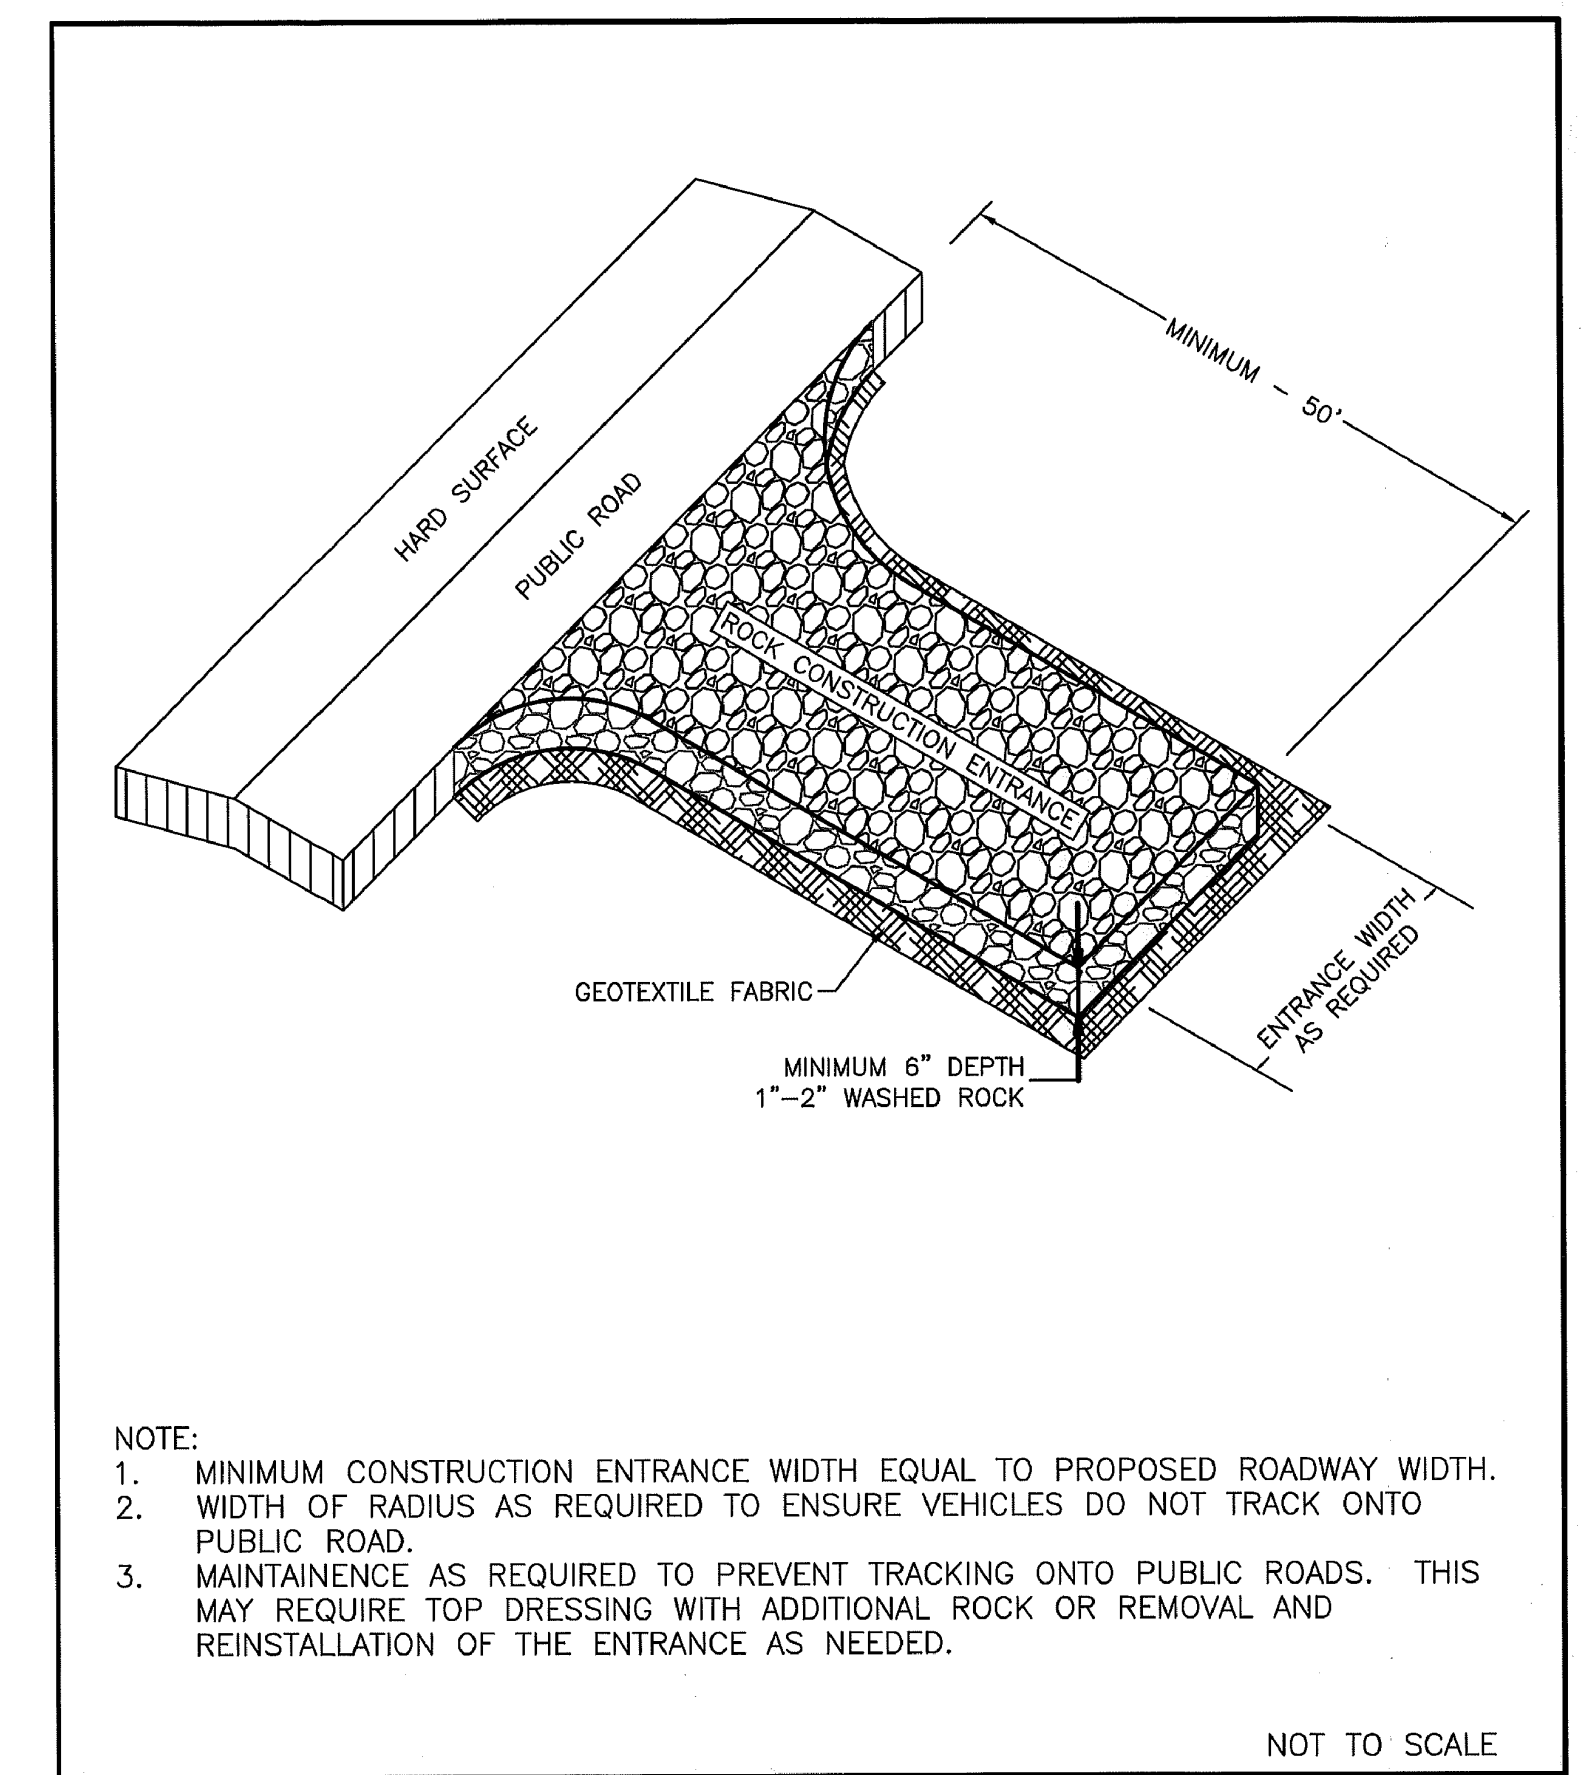 MINIMUM - 50'
HARD SURFACE
PUBLIC ROAD
ROCK CONSTRUCTION ENTRANCE
ENTRANCE WIDTH
AS REQUIRED
GEOTEXTILE FABRIC
MINIMUM 6" DEPTH
1"-2" WASHED ROCK
NOTE:
1. MINIMUM CONSTRUCTION ENTRANCE WIDTH EQUAL TO PROPOSED ROADWAY WIDTH.
2. WIDTH OF RADIUS AS REQUIRED TO ENSURE VEHICLES DO NOT TRACK ONTO
PUBLIC ROAD.
3. MAINTAINENCE AS REQUIRED TO PREVENT TRACKING ONTO PUBLIC ROADS. THIS
MAY REQUIRE TOP DRESSING WITH ADDITIONAL ROCK OR REMOVAL AND
REINSTALLATION OF THE ENTRANCE AS NEEDED.
NOT TO SCALE